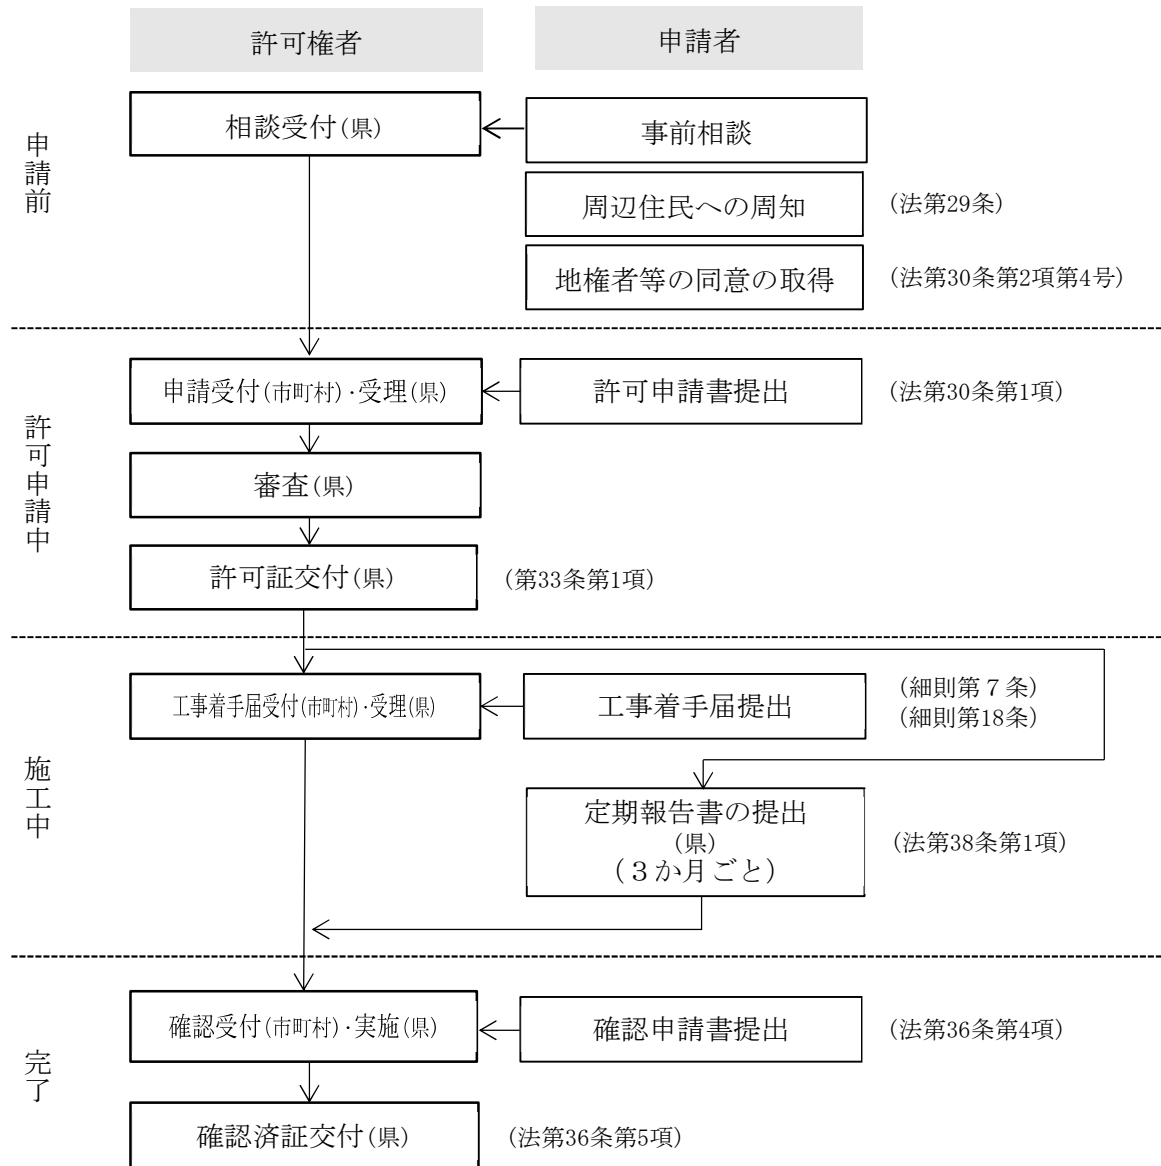 許可権者
申請者
申請前
相談受付(県)
事前相談
周辺住民への周知
(法第29条)
地権者等の同意の取得
(法第30条第2項第4号)
許可申請中
申請受付(市町村)・受理(県)
許可申請書提出
(法第30条第1項)
審査(県)
許可証交付(県)
(第33条第1項)
施工中
工事着手届受付(市町村)・受理(県)
工事着手届提出
(細則第７条)
(細則第18条)
定期報告書の提出
(県)
(３か月ごと)
(法第38条第1項)
完了
確認受付(市町村)・実施(県)
確認申請書提出
(法第36条第4項)
確認済証交付(県)
(法第36条第5項)